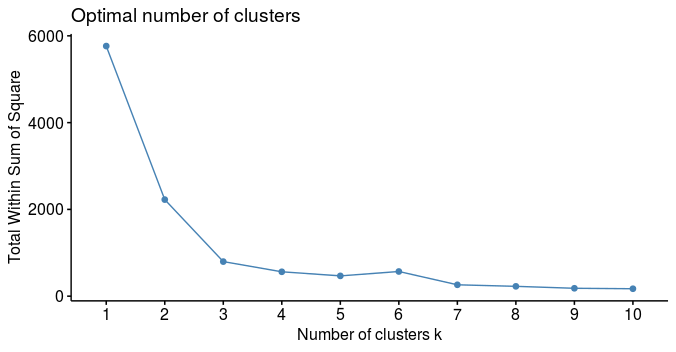 Optimal number of clusters
6000
4000
2000
0
Total Within Sum of Square
1 2 3 4 5 6 7 8 9 10
Number of clusters k